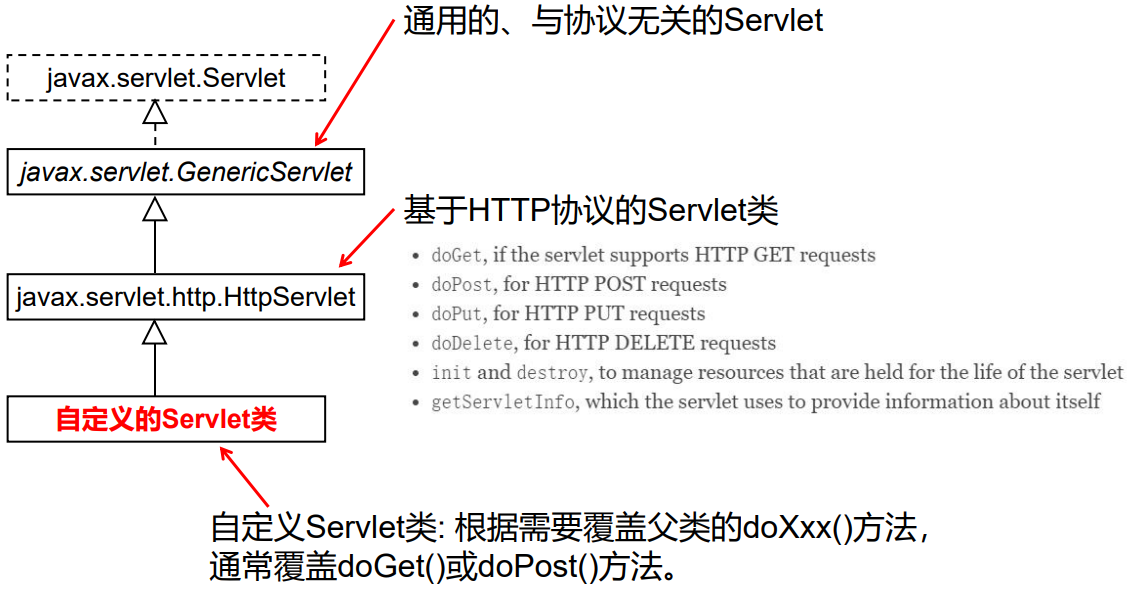 通用的、与协议无关的Servlet
javax.servlet.Servlet
javax.servlet.GenericServlet
基于HTTP协议的Servlet类
• doGet, if the servlet supports HTTP GET requests
• doPost, for HTTP POST requests
• doPut, for HTTP PUT requests
• doDelete, for HTTP DELETE requests
• init and destroy, to manage resources that are held for the life of the servlet
• getServletInfo, which the servlet uses to provide information about itself
javax.servlet.http.HttpServlet
自定义的Servlet类
自定义Servlet类: 根据需要覆盖父类的doXxx()方法，
通常覆盖doGet()或doPost()方法。